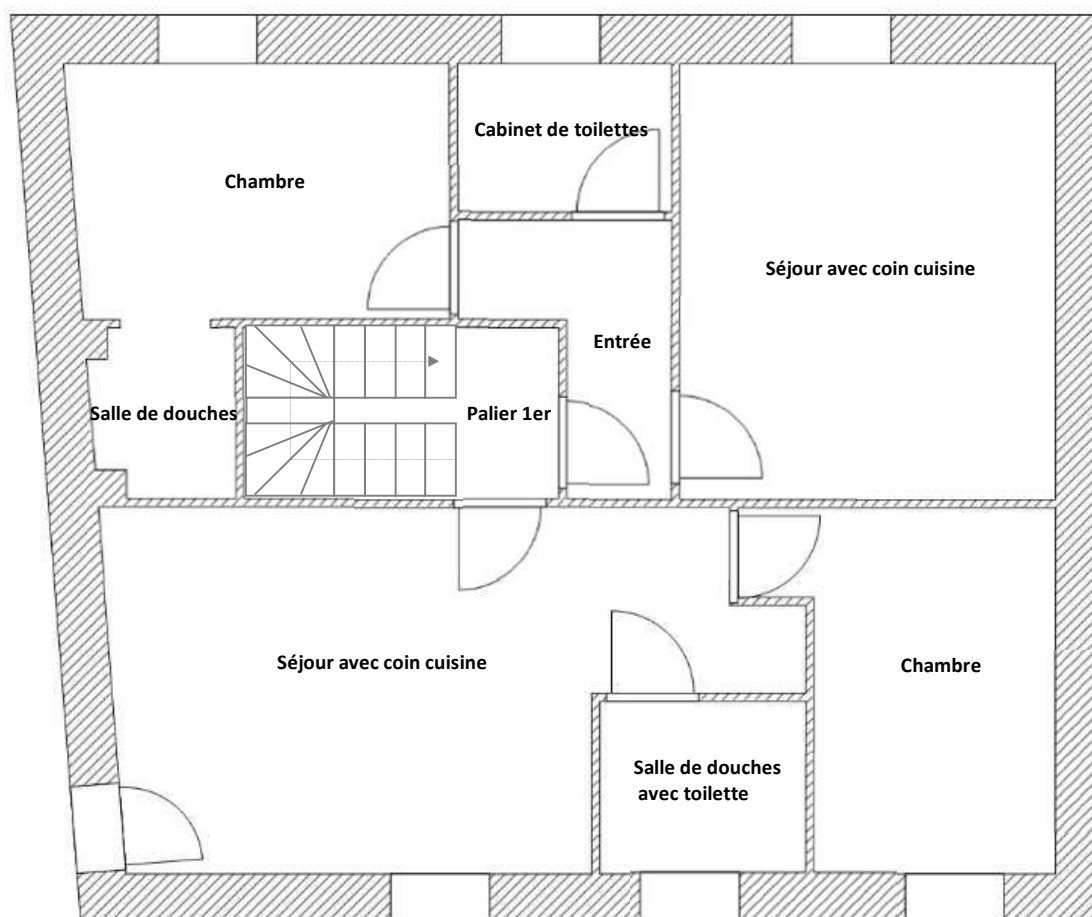 Cabinet de toilettes
Chambre
Séjour avec coin cuisine
Entrée
Salle de douches
Palier 1er
Séjour avec coin cuisine
Chambre
Salle de douches
avec toilette